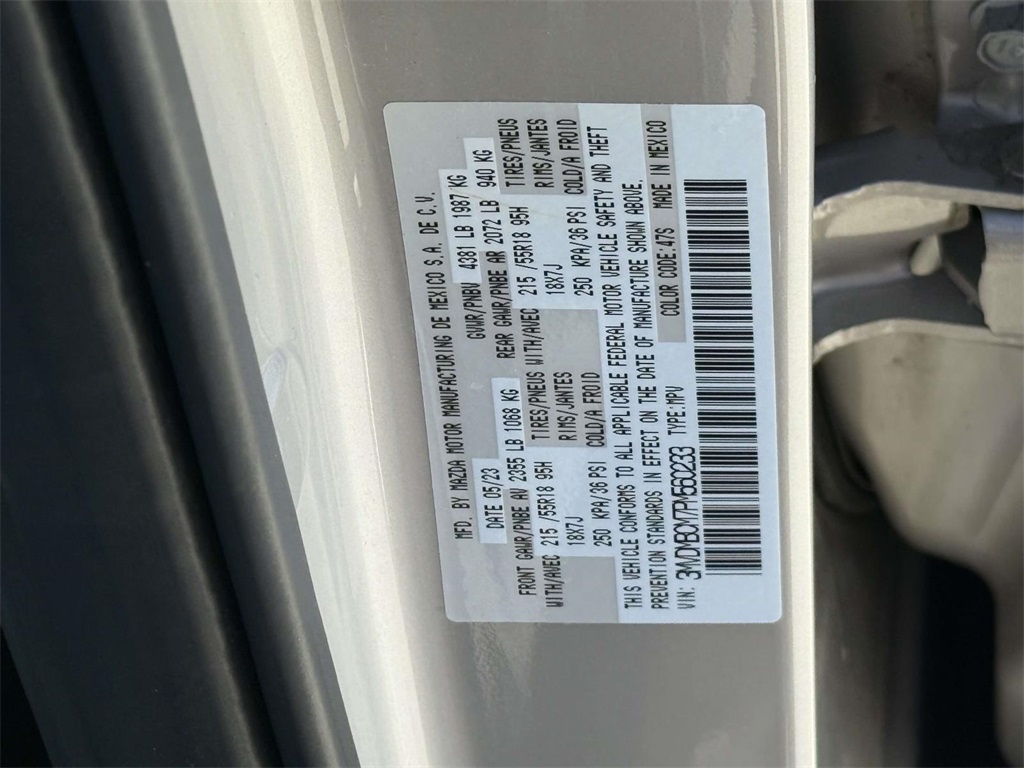 MFD. BY MAZDA MOTOR MANUFACTURING DE MEXICO S.A. DE C.V.
DATE 05/23 GVWR/PNBV 4381 LB 1987 KG
FRONT GAWR/PNBE AV 2355 LB 1068 KG REAR GAWR/PNBE AR 2072 LB 940 KG
WITH/AVEC 215 /55R18 95H TIRES/PNEUS WITH/AVEC 215 /55R18 95H TIRES/PNEUS
18X7J RIMS/JANTES 18X7J RIMS/JANTES
250 KPA/36 PSI COLD/A FROID 250 KPA/36 PSI COLD/A FROID
THIS VEHICLE CONFORMS TO ALL APPLICABLE FEDERAL MOTOR VEHICLE SAFETY AND THEFT
PREVENTION STANDARDS IN EFFECT ON THE DATE OF MANUFACTURE SHOWN ABOVE.
VIN: 3MVDMBCM7PM560233 TYPE:MPV COLOR CODE:47S MADE IN MEXICO